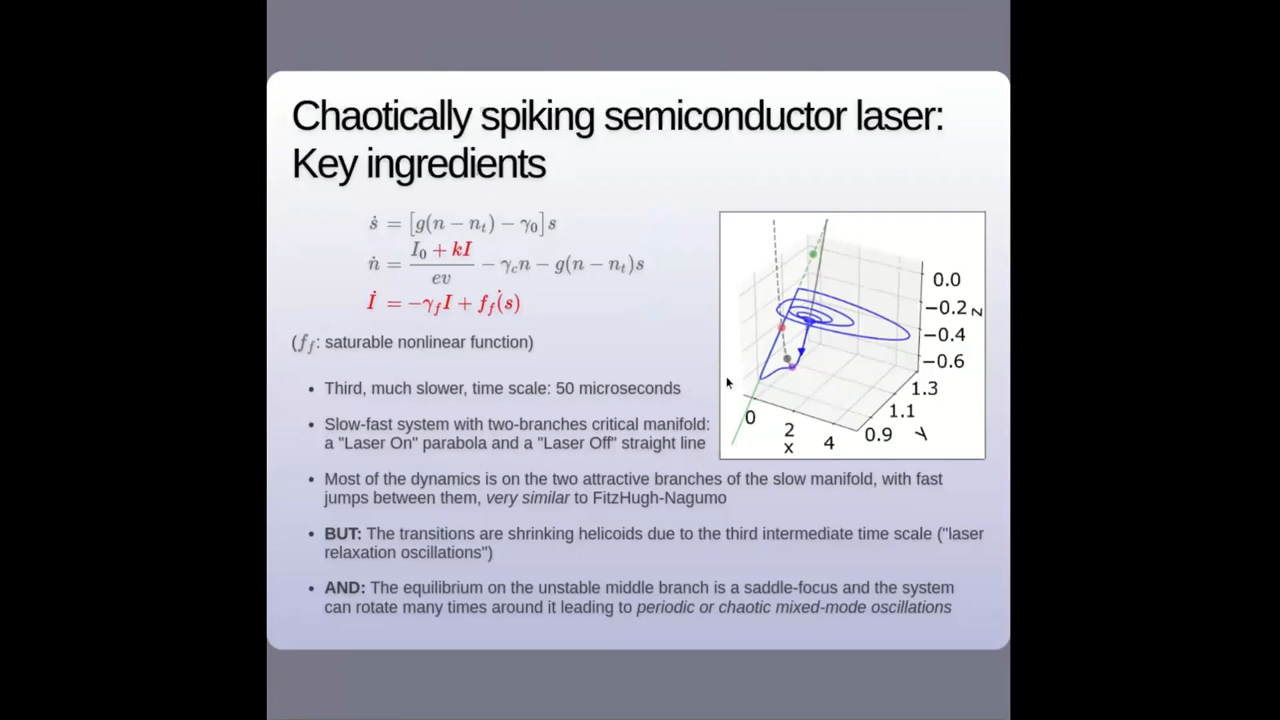 Chaotically spiking semiconductor laser:
Key ingredients
ṡ = [g(n − nₜ) − γ₀]s
ṅ = (I₀ + kI)/(ev) − γ_c n − g(n − nₜ)s
İ = −γ_f I + ḟ_f(s)
(f_f: saturable nonlinear function)
• Third, much slower, time scale: 50 microseconds
• Slow-fast system with two-branches critical manifold:
a "Laser On" parabola and a "Laser Off" straight line
• Most of the dynamics is on the two attractive branches of the slow manifold, with fast
jumps between them, very similar to FitzHugh-Nagumo
• BUT: The transitions are shrinking helicoids due to the third intermediate time scale ("laser
relaxation oscillations")
• AND: The equilibrium on the unstable middle branch is a saddle-focus and the system
can rotate many times around it leading to periodic or chaotic mixed-mode oscillations
0.0
−0.2
−0.4
−0.6
z
1.3
1.1
0.9
y
0
2
4
x